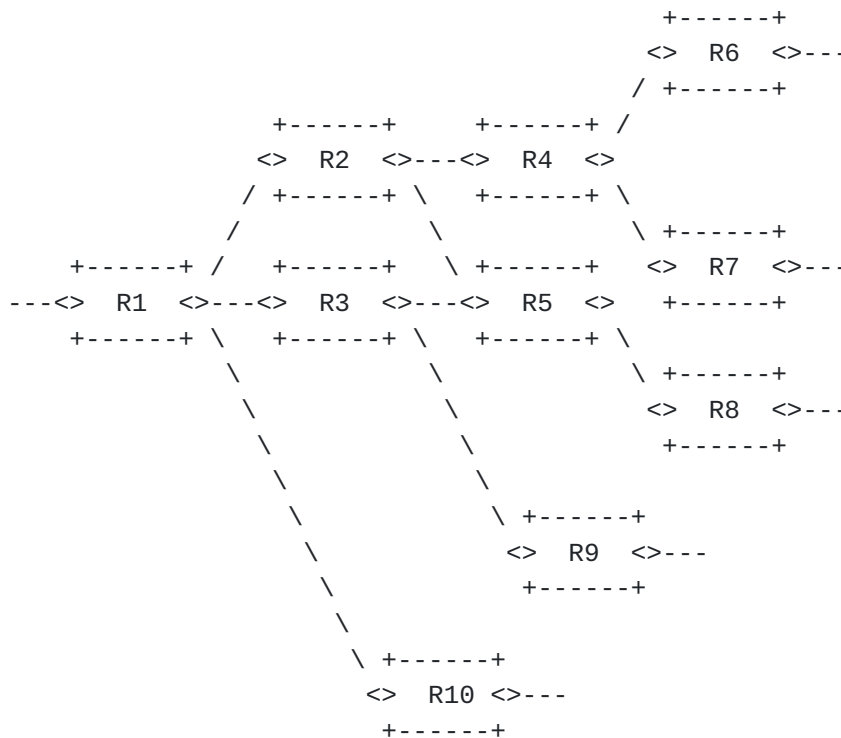 +------+
                                         <>  R6  <>---
                                        / +------+
                 +------+     +------+ /
                <>  R2  <>---<>  R4  <>
               / +------+ \   +------+ \
              /            \            \ +------+
    +------+ /   +------+   \ +------+   <>  R7  <>---
---<>  R1  <>---<>  R3  <>---<>  R5  <>   +------+
    +------+ \   +------+ \   +------+ \
              \            \            \ +------+
               \            \            <>  R8  <>---
                \            \            +------+
                 \            \
                  \            \ +------+
                   \            <>  R9  <>---
                    \            +------+
                     \
                      \ +------+
                       <>  R10 <>---
                        +------+